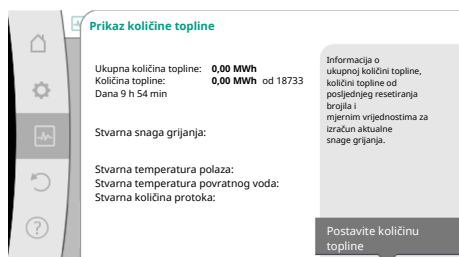 Prikaz količine topline
Ukupna količina topline: 0,00 MWh
Količina topline: 0,00 MWh od 18733
Dana 9 h 54 min
Stvarna snaga grijanja:
Stvarna temperatura polaza:
Stvarna temperatura povratnog voda:
Stvarna količina protoka:
Informacija o
ukupnoj količini topline,
količini topline od
posljednjeg resetiranja
brojila i
mjernim vrijednostima za
izračun aktualne
snage grijanja.
Postavite količinu
topline